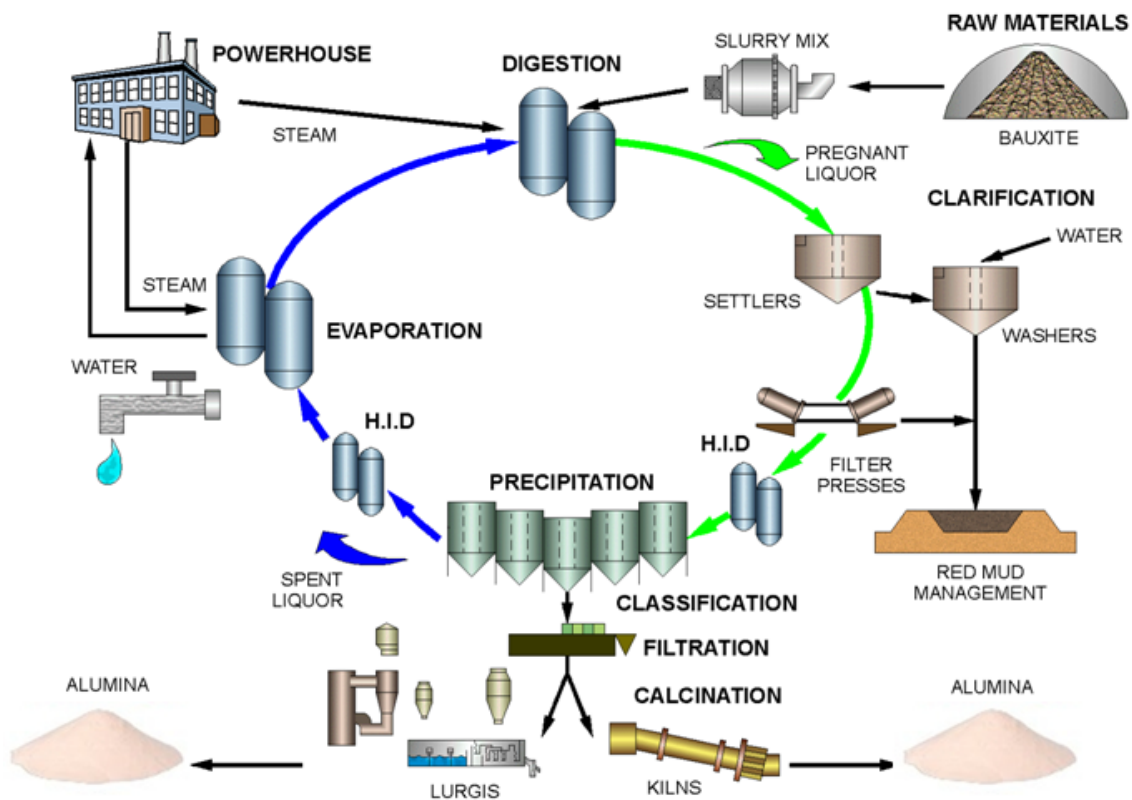 RAW MATERIALS
POWERHOUSE
SLURRY MIX
DIGESTION
STEAM
BAUXITE
PREGNANT
LIQUOR
CLARIFICATION
WATER
STEAM
SETTLERS
EVAPORATION
WASHERS
WATER
H.I.D
H.I.D
FILTER
PRESSES
PRECIPITATION
RED MUD
MANAGEMENT
SPENT
LIQUOR
CLASSIFICATION
FILTRATION
ALUMINA
CALCINATION
ALUMINA
LURGIS
KILNS